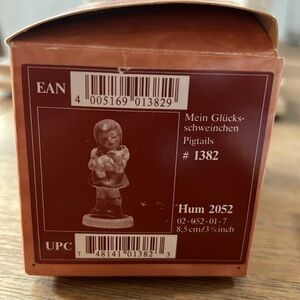 EAN
4 005169 013829
Mein Glücks-
schweinchen
Pigtails
# 1382
Hum 2052
02-052-01-7
8,5 cm/3⅜ inch
UPC
7 48141 01382 3